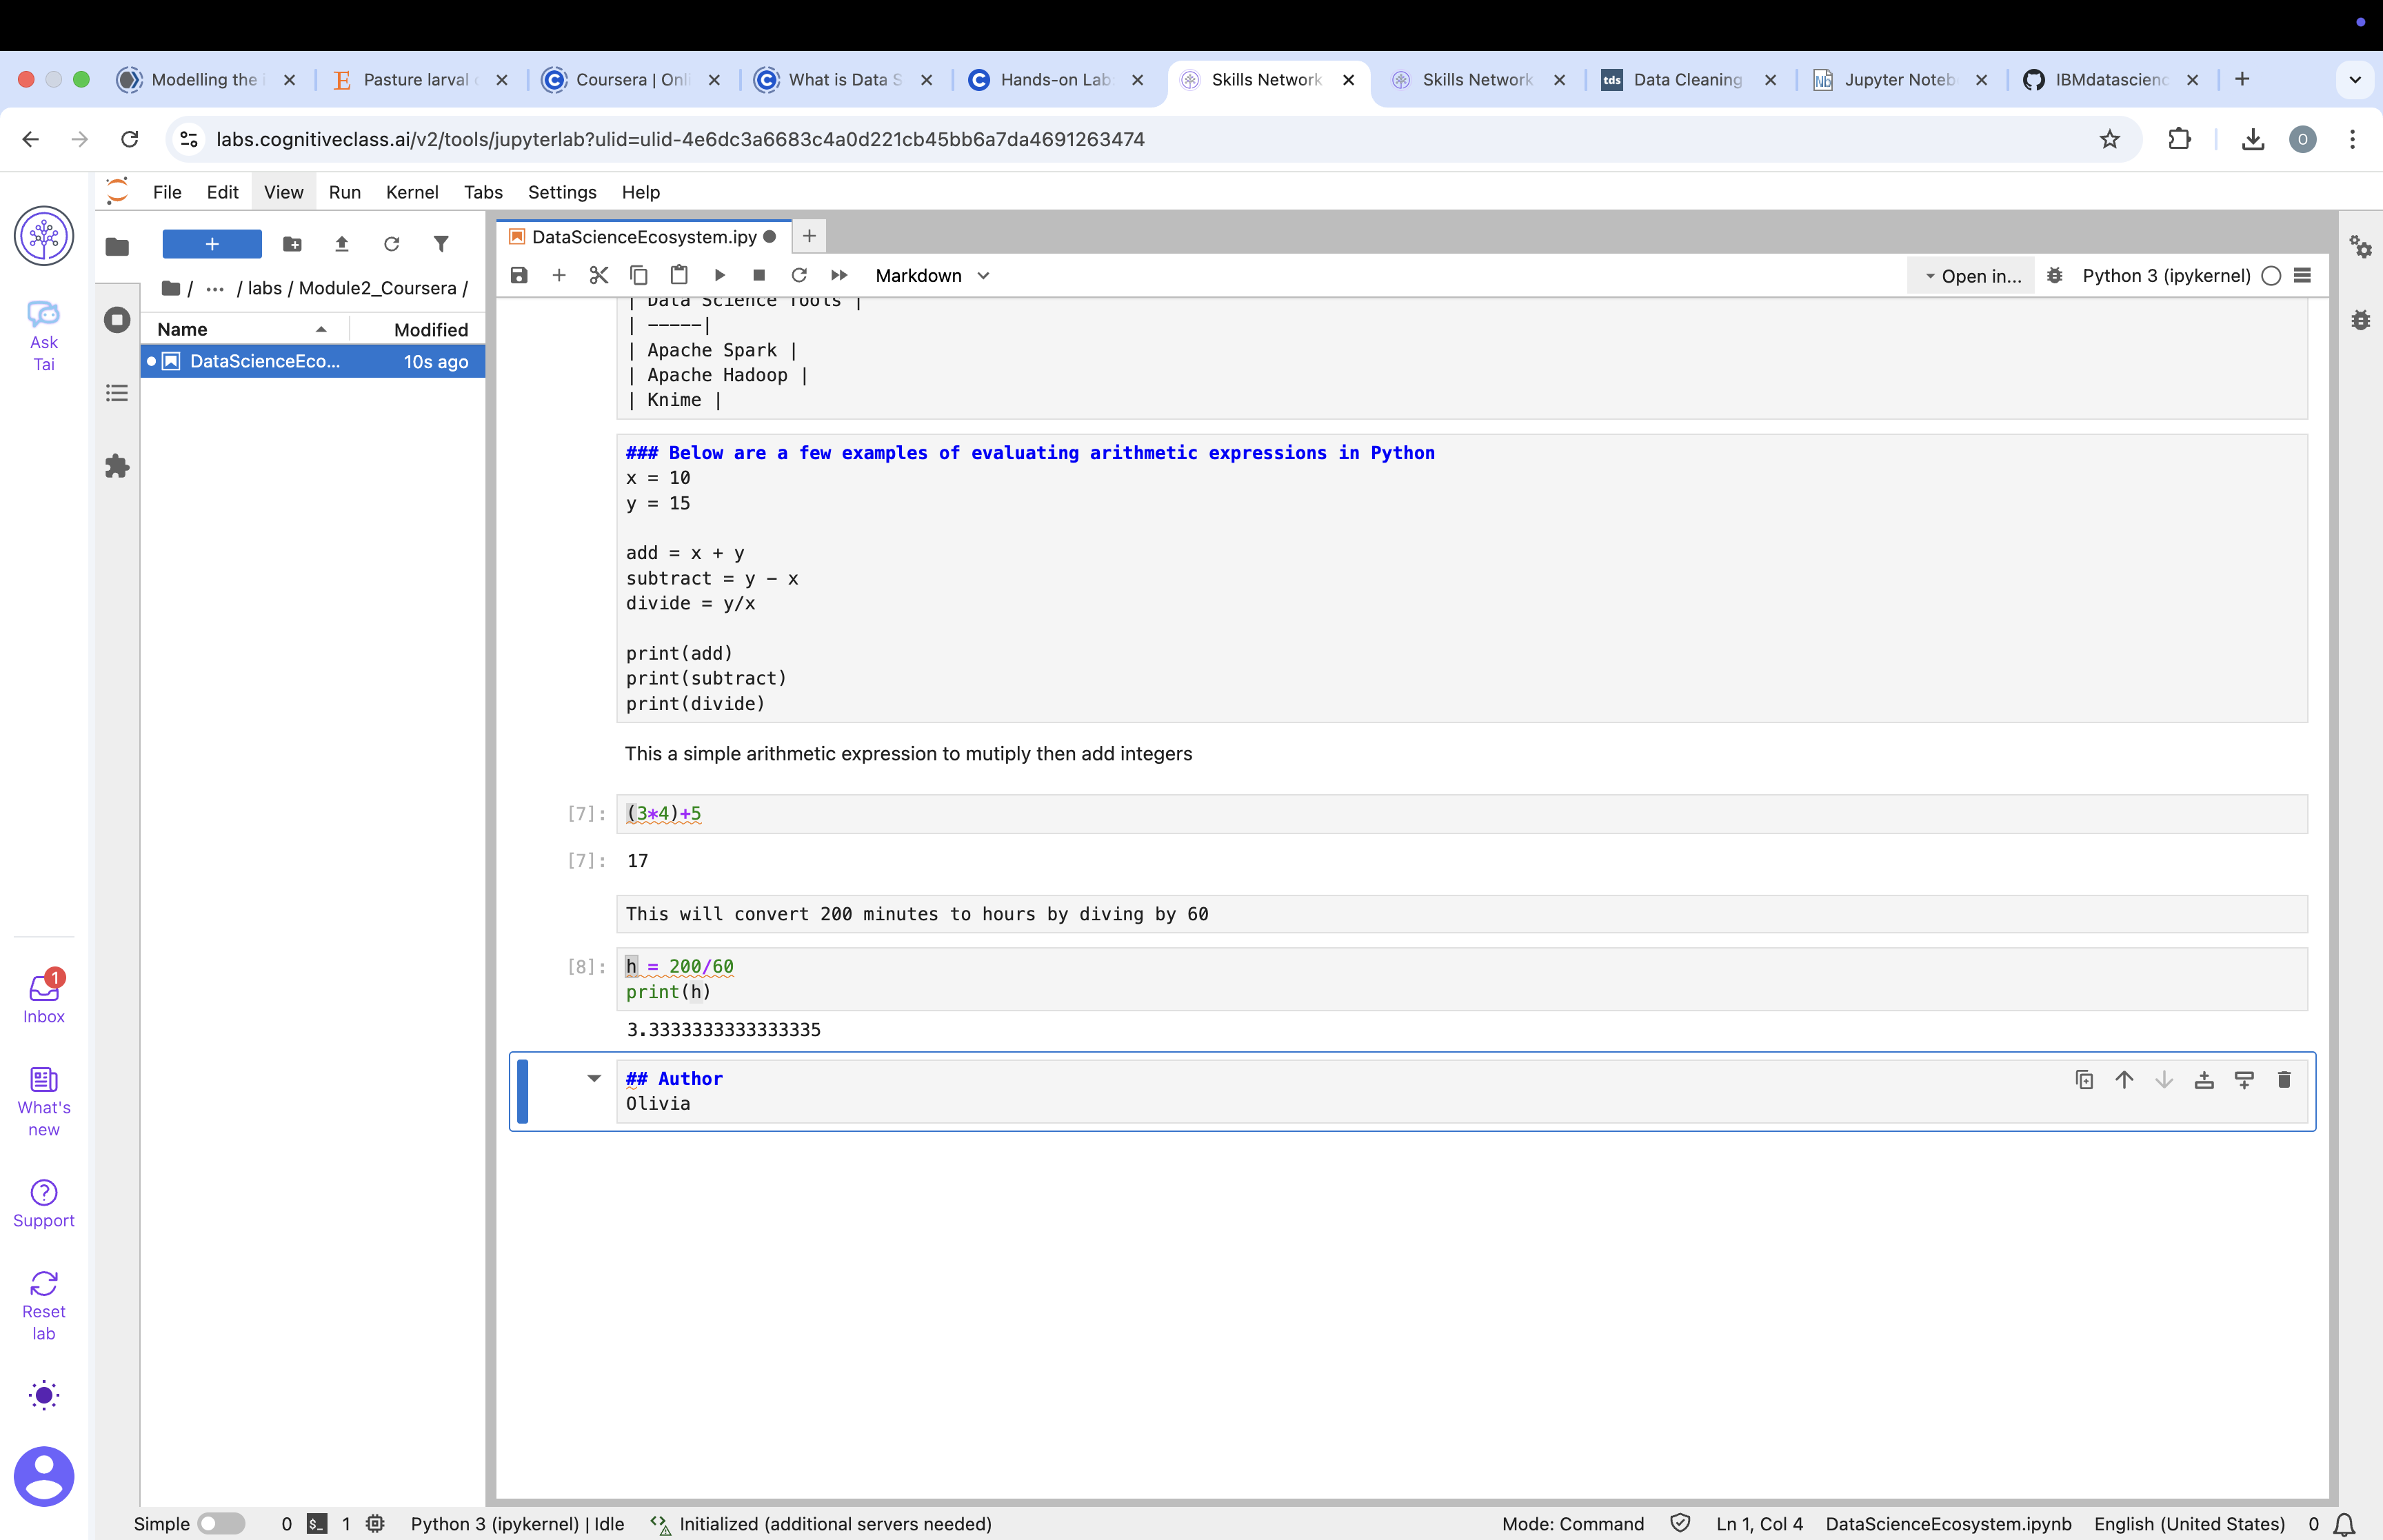 Modelling the i
Pasture larval c
Coursera | Onli
What is Data S
Hands-on Lab
Skills Network
Skills Network
tds Data Cleaning
Nb Jupyter Noteb
IBMdatascienc
labs.cognitiveclass.ai/v2/tools/jupyterlab?ulid=ulid-4e6dc3a6683c4a0d221cb45bb6a7da4691263474
O
File Edit View Run Kernel Tabs Settings Help
Ask
Tai
/ ··· / labs / Module2_Coursera /
Name Modified
DataScienceEco... 10s ago
DataScienceEcosystem.ipy
Markdown
Open in...
Python 3 (ipykernel)
| Data Science Tools |
| -----|
| Apache Spark |
| Apache Hadoop |
| Knime |
### Below are a few examples of evaluating arithmetic expressions in Python
x = 10
y = 15
add = x + y
subtract = y - x
divide = y/x
print(add)
print(subtract)
print(divide)
This a simple arithmetic expression to mutiply then add integers
[7]: (3*4)+5
[7]: 17
This will convert 200 minutes to hours by diving by 60
[8]: h = 200/60
print(h)
3.3333333333333335
## Author
Olivia
1
Inbox
What's
new
Support
Reset
lab
Simple 0 $_ 1 Python 3 (ipykernel) | Idle Initialized (additional servers needed) Mode: Command Ln 1, Col 4 DataScienceEcosystem.ipynb English (United States) 0